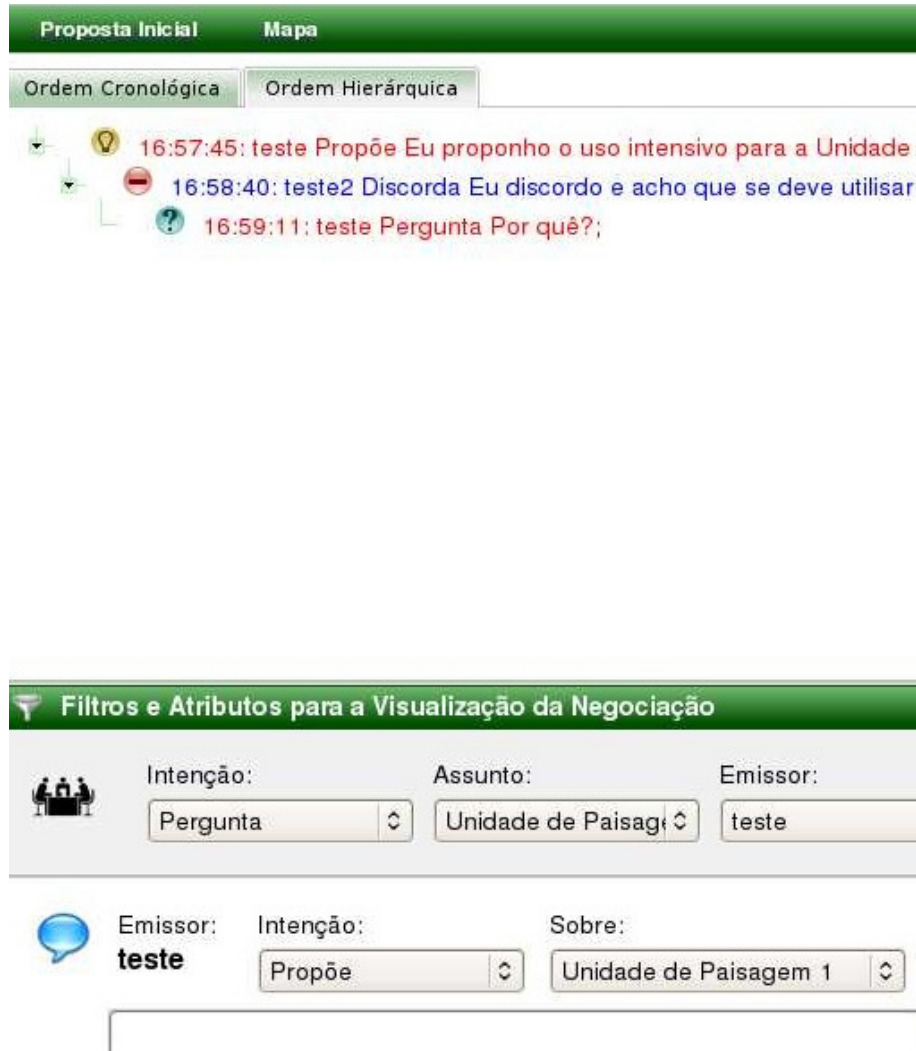 Proposta Inicial Mapa
Ordem Cronológica Ordem Hierárquica
16:57:45: teste Propõe Eu proponho o uso intensivo para a Unidade
16:58:40: teste2 Discorda Eu discordo e acho que se deve utilisar
16:59:11: teste Pergunta Por quê?;
Filtros e Atributos para a Visualização da Negociação
Intenção: Assunto: Emissor:
Pergunta Unidade de Paisage teste
Emissor: Intenção: Sobre:
teste Propõe Unidade de Paisagem 1